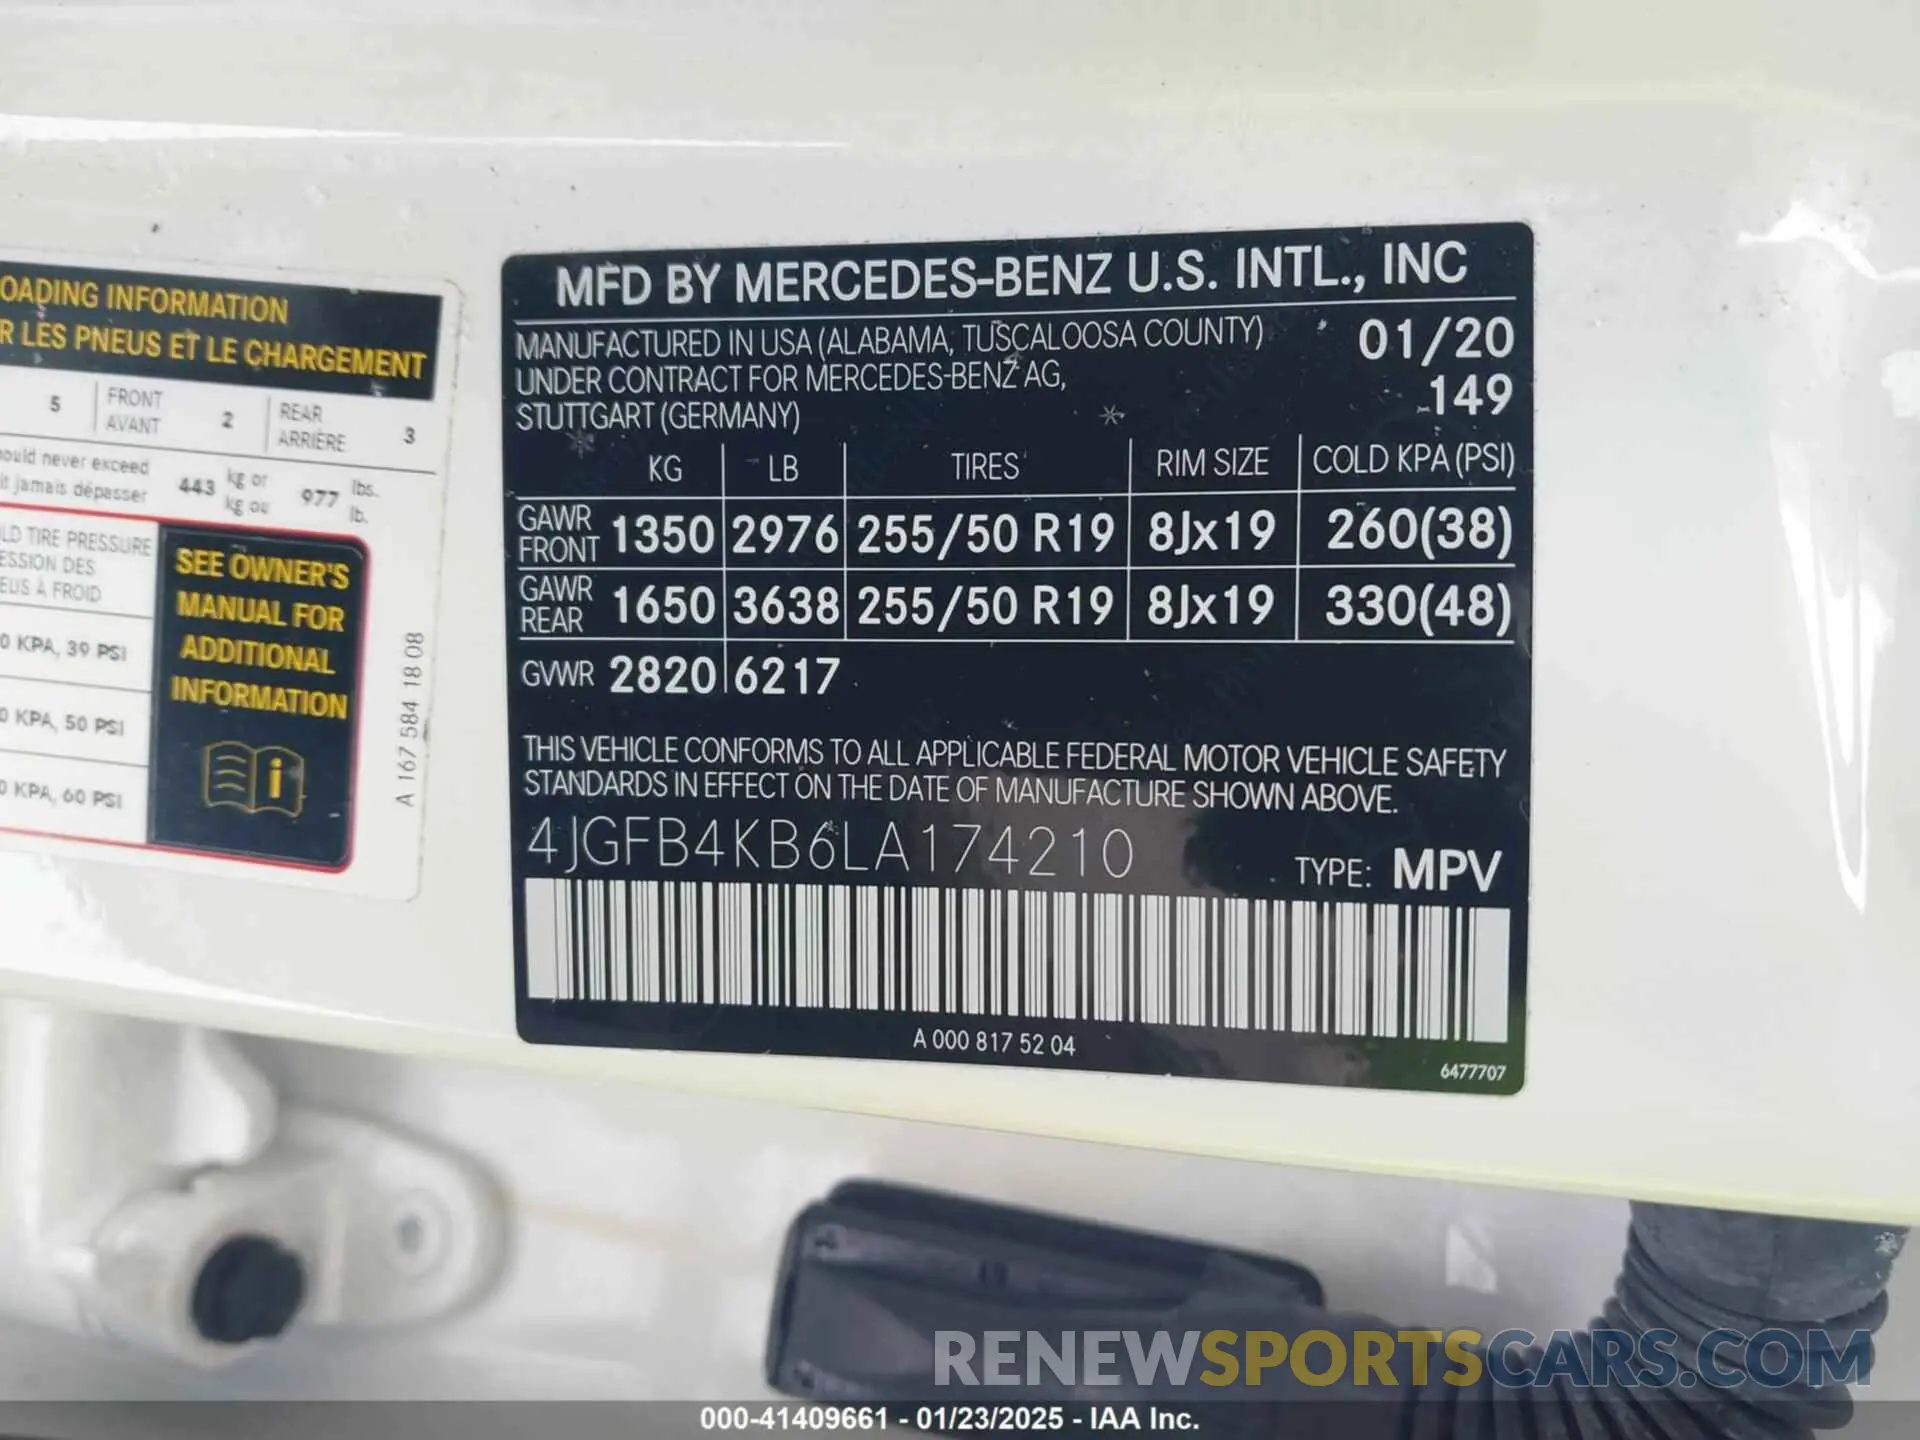 OADING INFORMATION
R LES PNEUS ET LE CHARGEMENT
5 FRONT AVANT 2 REAR ARRIÈRE 3
ould never exceed 443 kg or 977 lbs.
it jamais dépasser kg ou lb.
LD TIRE PRESSURE
ESSION DES
EUS À FROID
0 KPA, 39 PSI
0 KPA, 50 PSI
0 KPA, 60 PSI
SEE OWNER'S
MANUAL FOR
ADDITIONAL
INFORMATION
A 167 584 18 08
MFD BY MERCEDES-BENZ U.S. INTL., INC
MANUFACTURED IN USA (ALABAMA, TUSCALOOSA COUNTY) 01/20
UNDER CONTRACT FOR MERCEDES-BENZ AG, 149
STUTTGART (GERMANY)
KG LB TIRES RIM SIZE COLD KPA (PSI)
GAWR FRONT 1350 2976 255/50 R19 8Jx19 260(38)
GAWR REAR 1650 3638 255/50 R19 8Jx19 330(48)
GVWR 2820 6217
THIS VEHICLE CONFORMS TO ALL APPLICABLE FEDERAL MOTOR VEHICLE SAFETY
STANDARDS IN EFFECT ON THE DATE OF MANUFACTURE SHOWN ABOVE.
4JGFB4KB6LA174210 TYPE: MPV
A 000 817 52 04
6477707
RENEWSPORTSCARS.COM
000-41409661 - 01/23/2025 - IAA Inc.